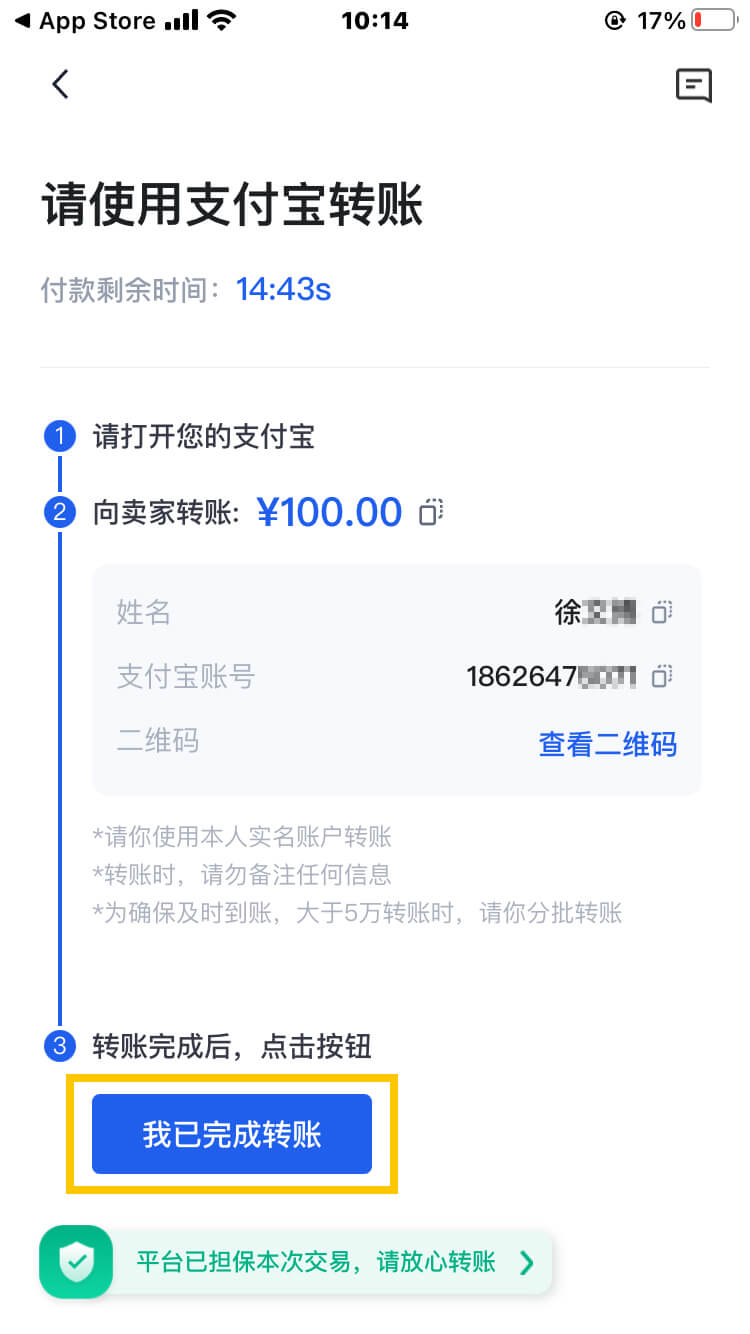 App Store
10:14
17%
请使用支付宝转账
付款剩余时间：14:43s
1 请打开您的支付宝
2 向卖家转账: ¥100.00
姓名 徐
支付宝账号 1862647
二维码 查看二维码
*请你使用本人实名账户转账
*转账时，请勿备注任何信息
*为确保及时到账，大于5万转账时，请你分批转账
3 转账完成后，点击按钮
我已完成转账
平台已担保本次交易，请放心转账